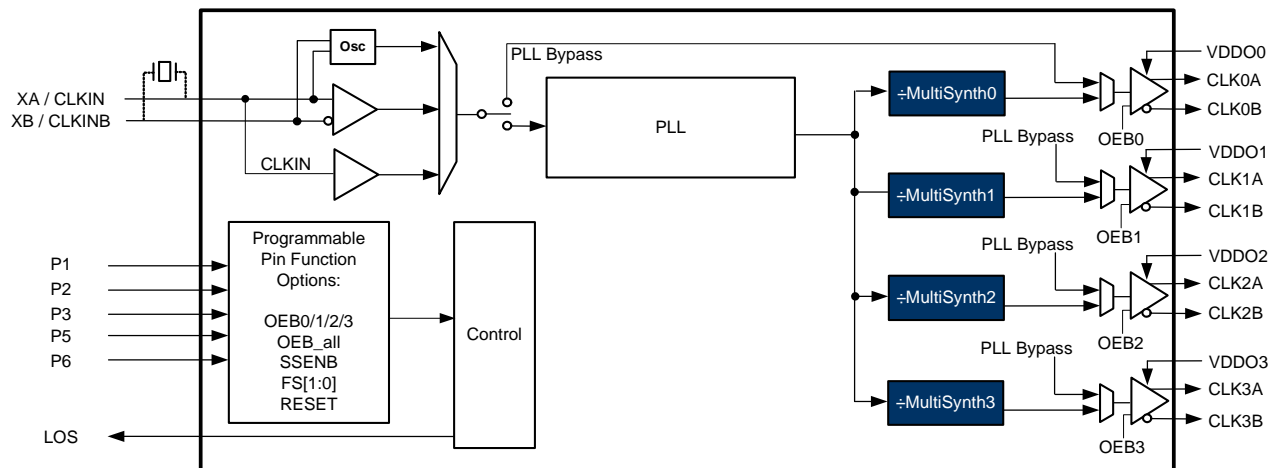 Osc
PLL Bypass
XA / CLKIN
XB / CLKINB
CLKIN
PLL
÷MultiSynth0
VDDO0
CLK0A
CLK0B
OEB0
PLL Bypass
÷MultiSynth1
VDDO1
CLK1A
CLK1B
OEB1
PLL Bypass
÷MultiSynth2
VDDO2
CLK2A
CLK2B
OEB2
PLL Bypass
÷MultiSynth3
VDDO3
CLK3A
CLK3B
OEB3
P1
P2
P3
P5
P6
Programmable
Pin Function
Options:
OEB0/1/2/3
OEB_all
SSENB
FS[1:0]
RESET
Control
LOS